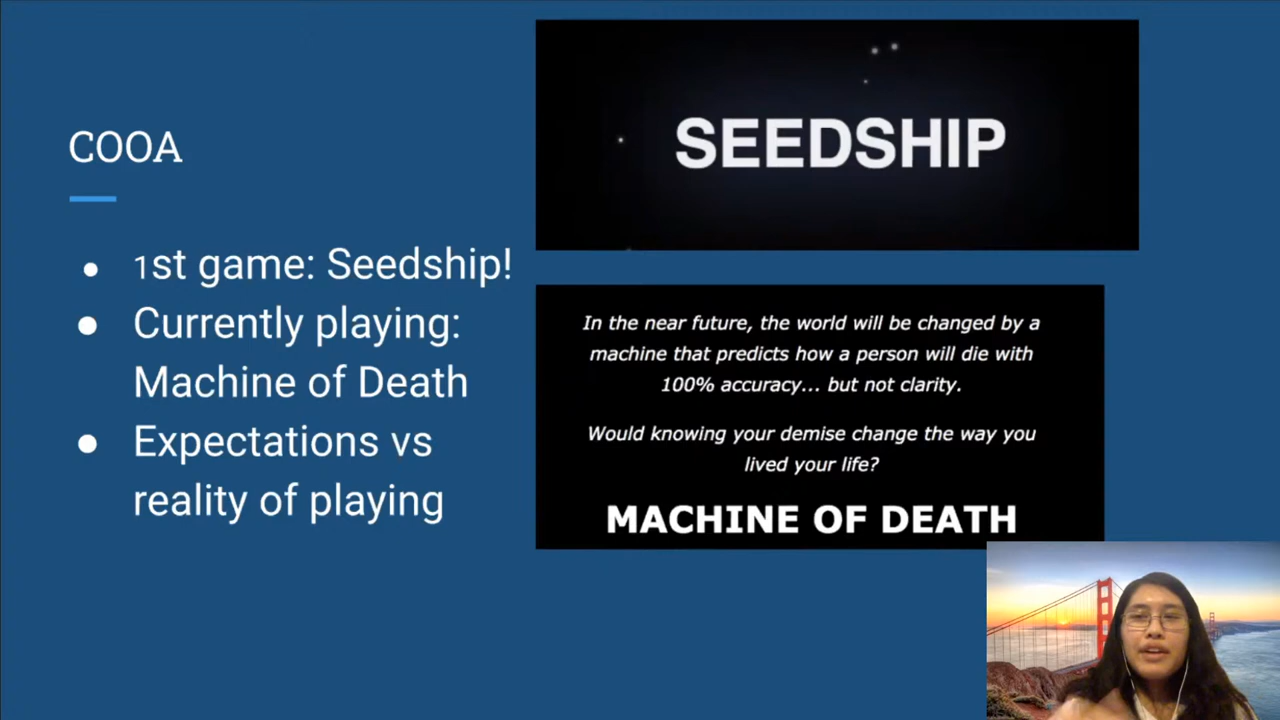 COOA
1st game: Seedship!
Currently playing:
Machine of Death
Expectations vs
reality of playing
SEEDSHIP
In the near future, the world will be changed by a
machine that predicts how a person will die with
100% accuracy... but not clarity.
Would knowing your demise change the way you
lived your life?
MACHINE OF DEATH